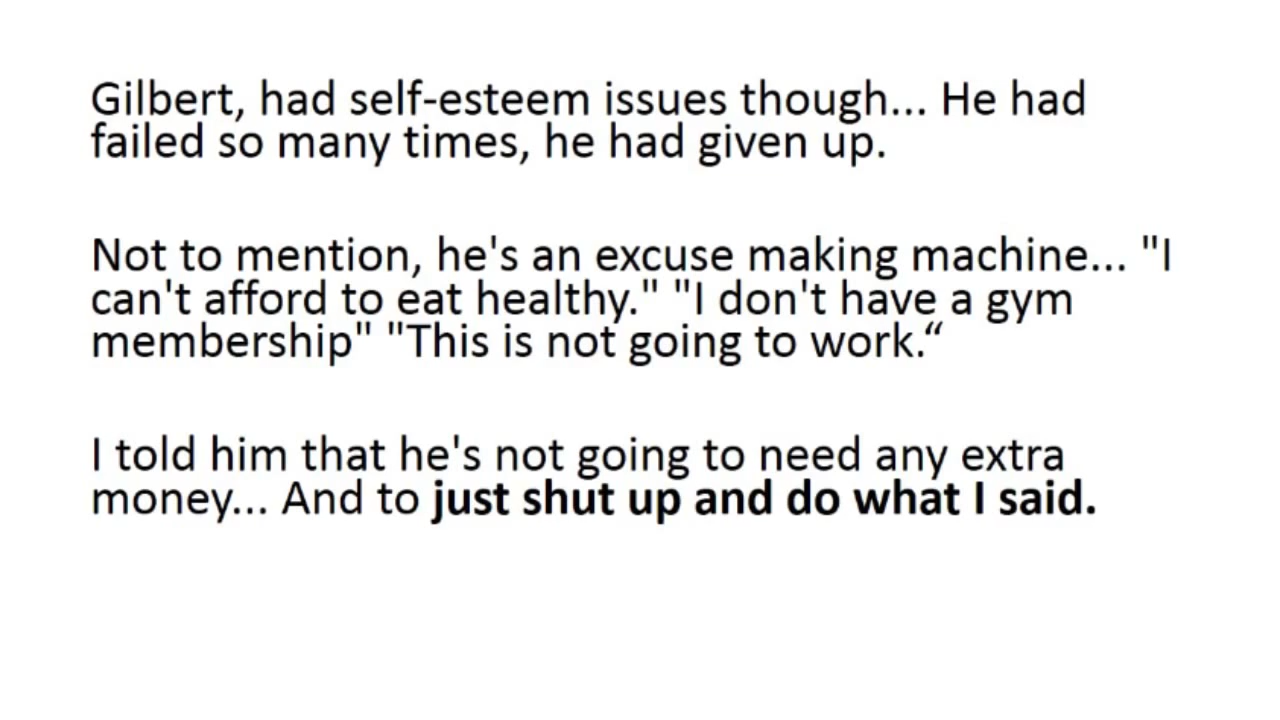 Gilbert, had self-esteem issues though... He had
failed so many times, he had given up.
Not to mention, he's an excuse making machine... "I
can't afford to eat healthy." "I don't have a gym
membership" "This is not going to work.“
I told him that he's not going to need any extra
money... And to just shut up and do what I said.